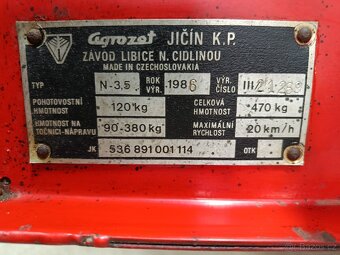 Agrozet JIČÍN K.P.
ZÁVOD LIBICE N. CIDLINOU
MADE IN CZECHOSLOVAKIA
TYP N-3.5 ROK VÝR. 1986 VÝR. ČÍSLO III/
POHOTOVOSTNÍ HMOTNOST 120 kg CELKOVÁ HMOTNOST 470 kg
HMOTNOST NA TOČNICI-NÁPRAVU 90-380 kg MAXIMÁLNÍ RYCHLOST 20 km/h
JK 536 891 001 114 OTK